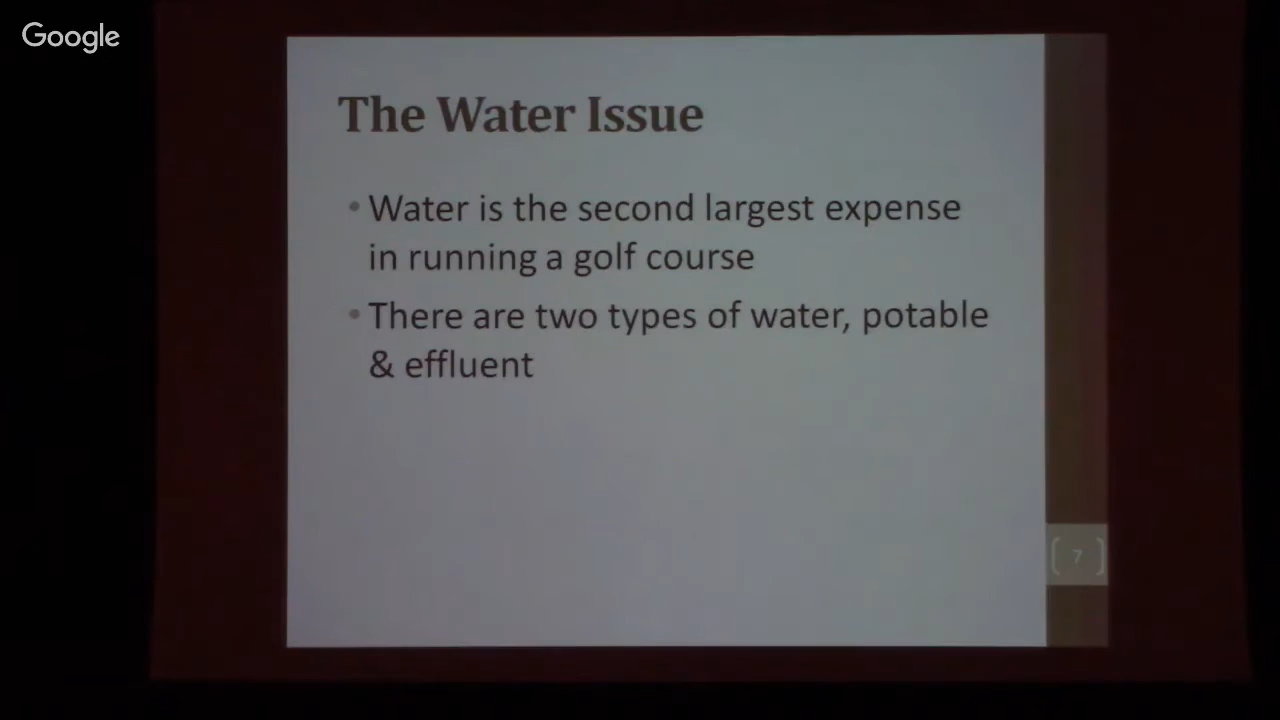 Google
The Water Issue
• Water is the second largest expense
in running a golf course
• There are two types of water, potable
& effluent
[ 7 ]